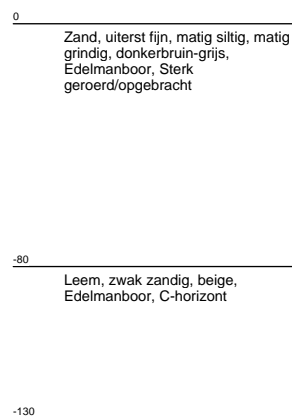 0
Zand, uiterst fijn, matig siltig, matig
grindig, donkerbruin-grijs,
Edelmanboor, Sterk
geroerd/opgebracht
-80
Leem, zwak zandig, beige,
Edelmanboor, C-horizont
-130